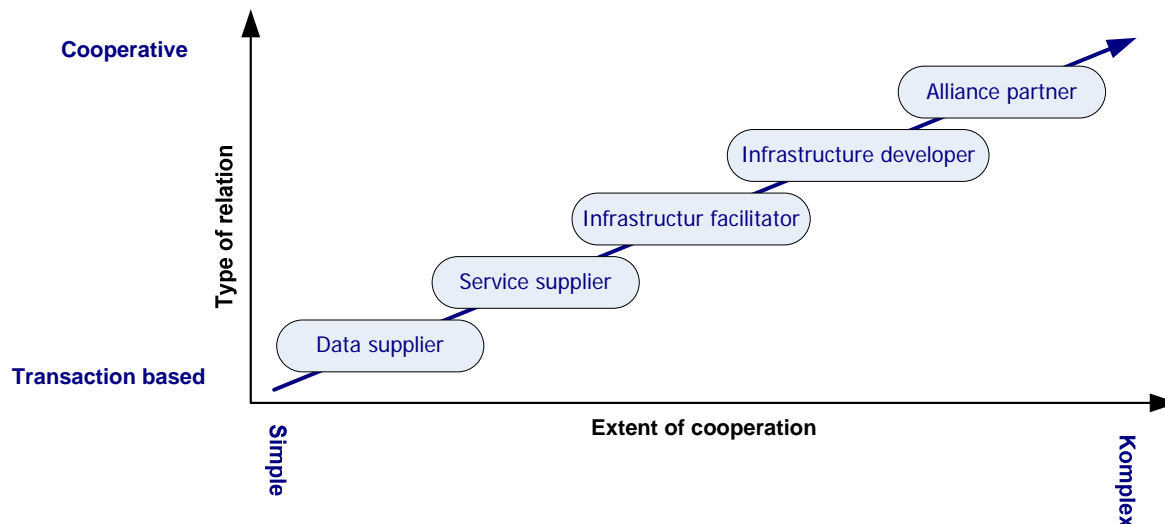 Cooperative
Alliance partner
Infrastructure developer
Type of relation
Infrastructur facilitator
Service supplier
Data supplier
Transaction based
Extent of cooperation
Simple
Komplex